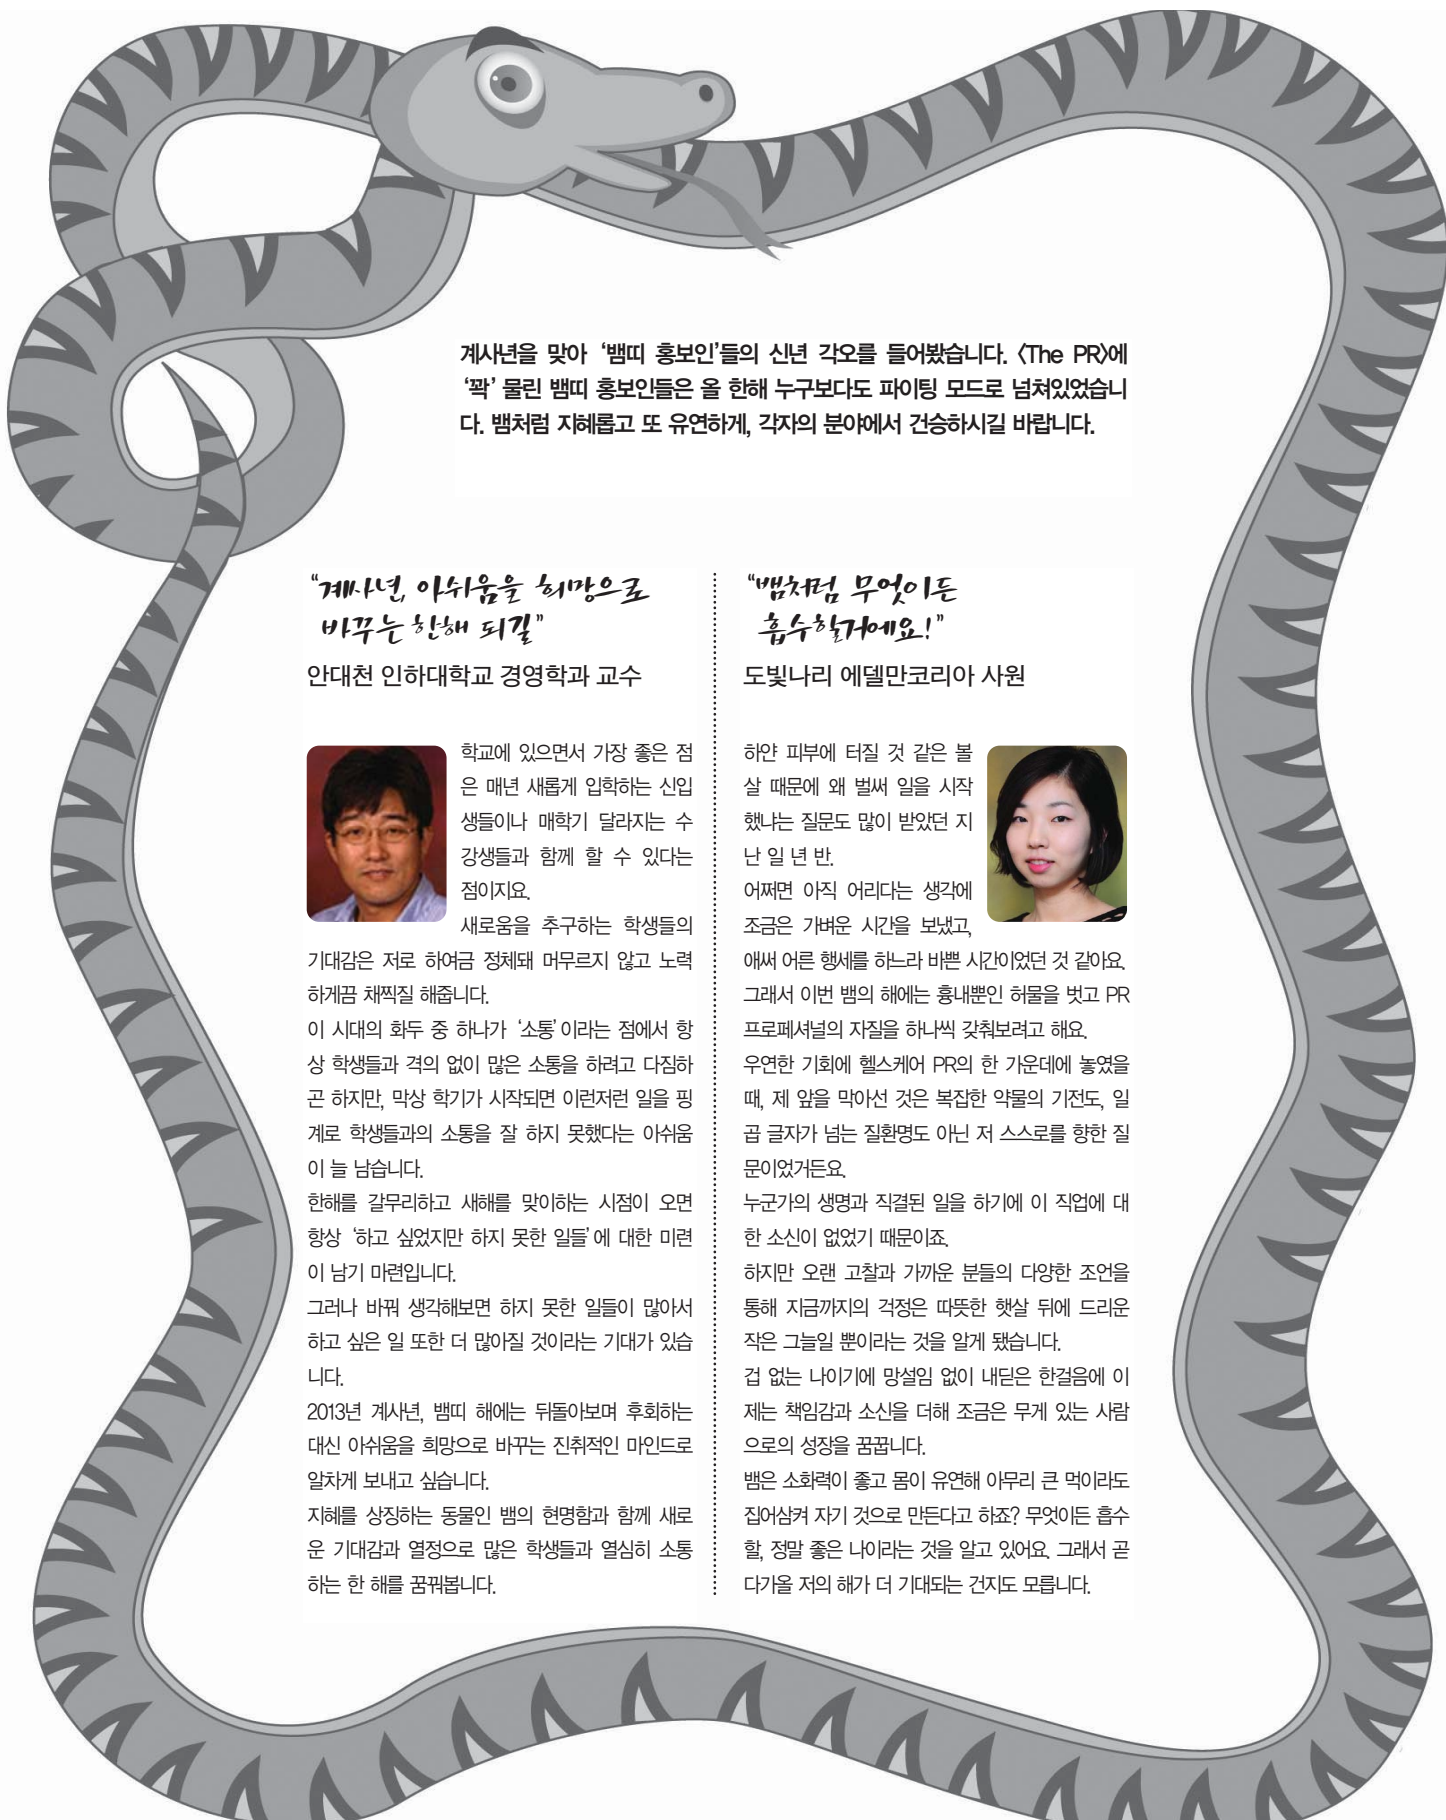 계사년을 맞아 ‘뱀띠 홍보인’들의 신년 각오를 들어봤습니다. 〈The PR〉에
‘꽉’ 물린 뱀띠 홍보인들은 올 한해 누구보다도 파이팅 모드로 넘쳐있었습니
다. 뱀처럼 지혜롭고 또 유연하게, 각자의 분야에서 건승하시길 바랍니다.
“계사년, 아쉬움을 희망으로
바꾸는 한해 되길”
안대천 인하대학교 경영학과 교수
학교에 있으면서 가장 좋은 점
은 매년 새롭게 입학하는 신입
생들이나 매학기 달라지는 수
강생들과 함께 할 수 있다는
점이지요.
새로움을 추구하는 학생들의
기대감은 저로 하여금 정체돼 머무르지 않고 노력
하게끔 채찍질 해줍니다.
이 시대의 화두 중 하나가 ‘소통’이라는 점에서 항
상 학생들과 격의 없이 많은 소통을 하려고 다짐하
곤 하지만, 막상 학기가 시작되면 이런저런 일을 핑
계로 학생들과의 소통을 잘 하지 못했다는 아쉬움
이 늘 남습니다.
한해를 갈무리하고 새해를 맞이하는 시점이 오면
항상 ‘하고 싶었지만 하지 못한 일들’에 대한 미련
이 남기 마련입니다.
그러나 바꿔 생각해보면 하지 못한 일들이 많아서
하고 싶은 일 또한 더 많아질 것이라는 기대가 있습
니다.
2013년 계사년, 뱀띠 해에는 뒤돌아보며 후회하는
대신 아쉬움을 희망으로 바꾸는 진취적인 마인드로
알차게 보내고 싶습니다.
지혜를 상징하는 동물인 뱀의 현명함과 함께 새로
운 기대감과 열정으로 많은 학생들과 열심히 소통
하는 한 해를 꿈꿔봅니다.
“뱀처럼 무엇이든
흡수할거에요!”
도빛나리 에델만코리아 사원
하얀 피부에 터질 것 같은 볼
살 때문에 왜 벌써 일을 시작
했냐는 질문도 많이 받았던 지
난 일 년 반.
어쩌면 아직 어리다는 생각에
조금은 가벼운 시간을 보냈고,
애써 어른 행세를 하느라 바쁜 시간이었던 것 같아요.
그래서 이번 뱀의 해에는 흉내뿐인 허물을 벗고 PR
프로페셔널의 자질을 하나씩 갖춰보려고 해요.
우연한 기회에 헬스케어 PR의 한 가운데에 놓였을
때, 제 앞을 막아선 것은 복잡한 약물의 기전도, 일
곱 글자가 넘는 질환명도 아닌 저 스스로를 향한 질
문이었거든요.
누군가의 생명과 직결된 일을 하기에 이 직업에 대
한 소신이 없었기 때문이죠.
하지만 오랜 고찰과 가까운 분들의 다양한 조언을
통해 지금까지의 걱정은 따뜻한 햇살 뒤에 드리운
작은 그늘일 뿐이라는 것을 알게 됐습니다.
겁 없는 나이기에 망설임 없이 내딛은 한걸음에 이
제는 책임감과 소신을 더해 조금은 무게 있는 사람
으로의 성장을 꿈꿉니다.
뱀은 소화력이 좋고 몸이 유연해 아무리 큰 먹이라도
집어삼켜 자기 것으로 만든다고 하죠? 무엇이든 흡수
할, 정말 좋은 나이라는 것을 알고 있어요. 그래서 곧
다가올 저의 해가 더 기대되는 건지도 모릅니다.